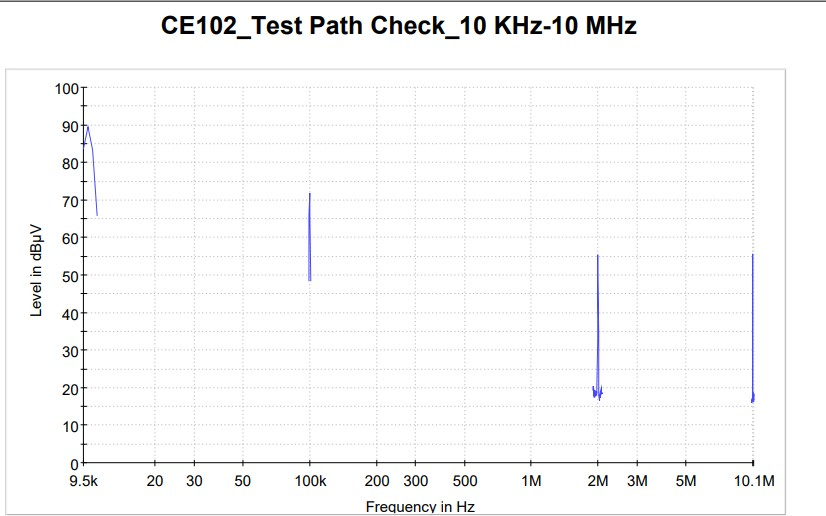 CE102_Test Path Check_10 KHz-10 MHz
100
90
80
70
60
50
40
30
20
10
0
Level in dBµV
9.5k 20 30 50 100k 200 300 500 1M 2M 3M 5M 10.1M
Frequency in Hz